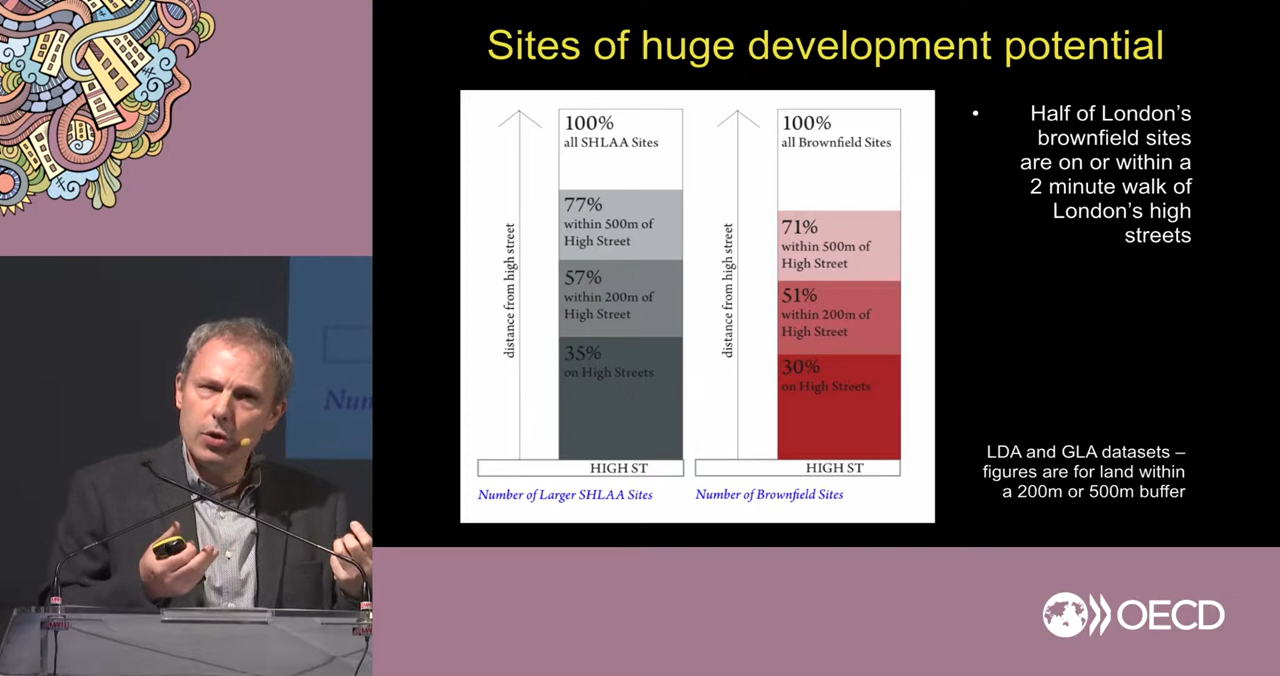 Sites of huge development potential
100%
all SHLAA Sites
77%
within 500m of
High Street
57%
within 200m of
High Street
35%
on High Streets
distance from high street
HIGH ST
Number of Larger SHLAA Sites
100%
all Brownfield Sites
71%
within 500m of
High Street
51%
within 200m of
High Street
30%
on High Streets
distance from high street
HIGH ST
Number of Brownfield Sites
• Half of London's
brownfield sites
are on or within a
2 minute walk of
London's high
streets
LDA and GLA datasets –
figures are for land within
a 200m or 500m buffer
Num
OECD